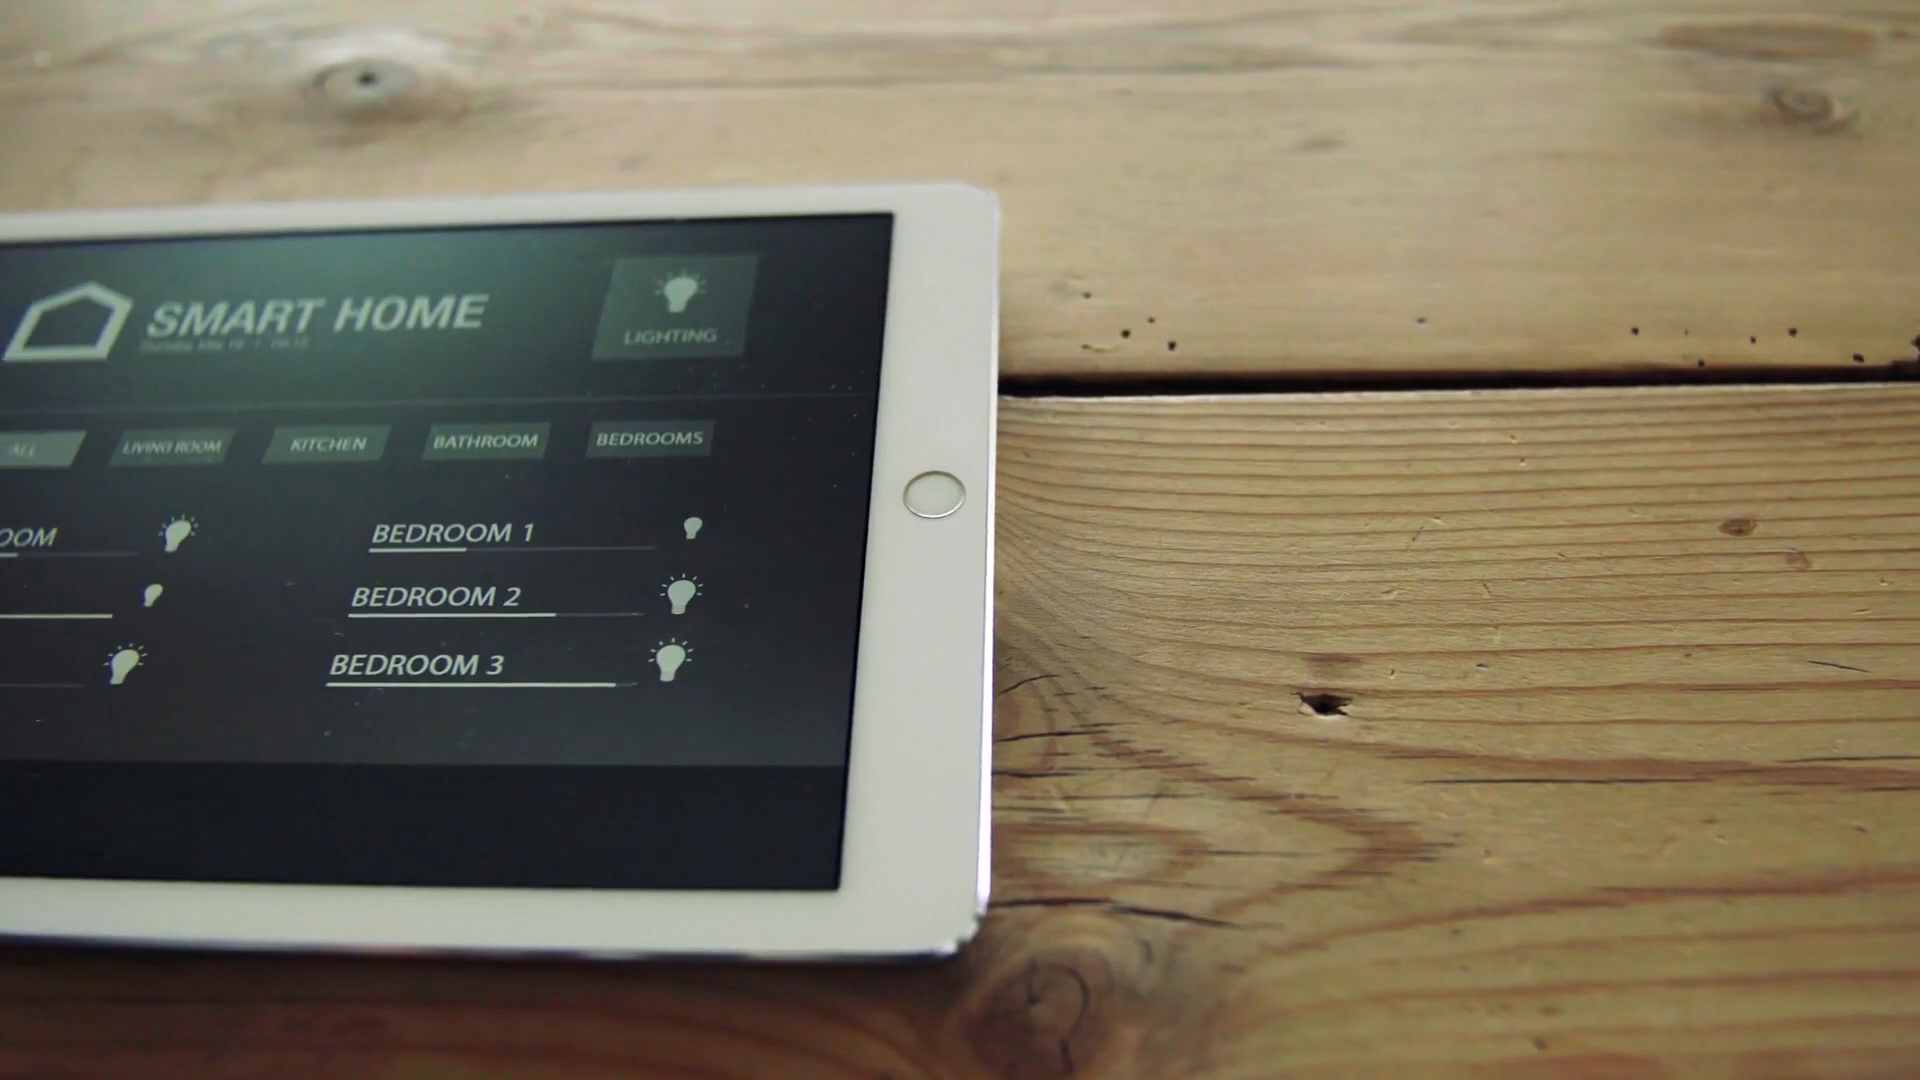 SMART HOME
LIGHTING
ALL
LIVING ROOM
KITCHEN
BATHROOM
BEDROOMS
OOM
BEDROOM 1
BEDROOM 2
BEDROOM 3